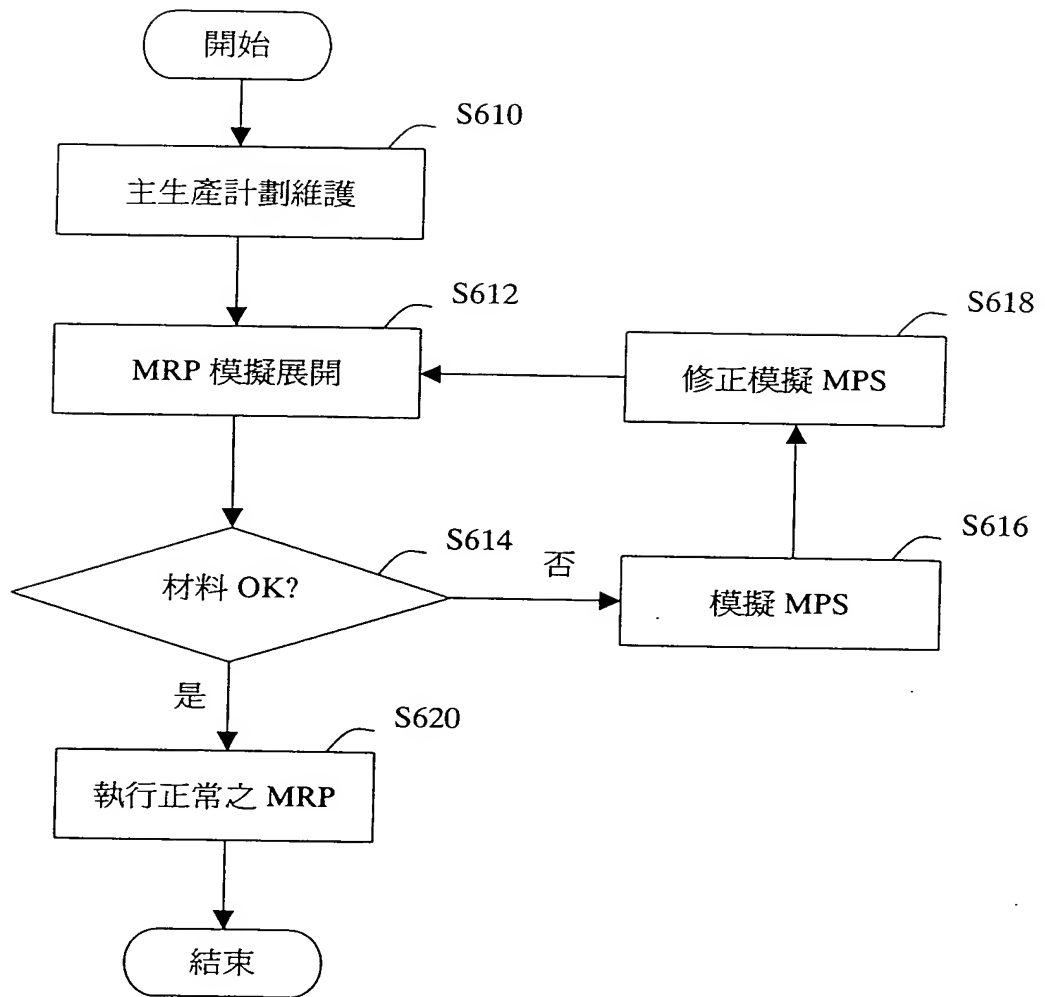 開始
S610
主生產計劃維護
S612
MRP 模擬展開
S618
修正模擬 MPS
S614
材料 OK?
否
S616
模擬 MPS
是
S620
執行正常之 MRP
結束